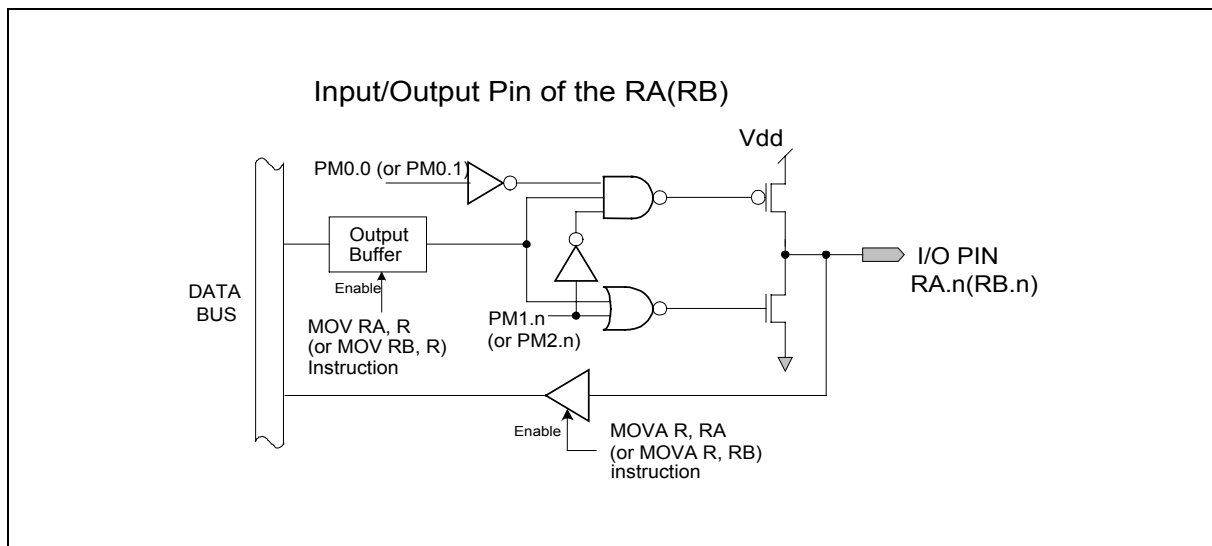 Input/Output Pin of the RA(RB)
Vdd
PM0.0 (or PM0.1)
Output
Buffer
I/O PIN
RA.n(RB.n)
DATA
BUS
Enable
MOV RA, R
(or MOV RB, R)
Instruction
PM1.n
(or PM2.n)
Enable
MOVA R, RA
(or MOVA R, RB)
instruction